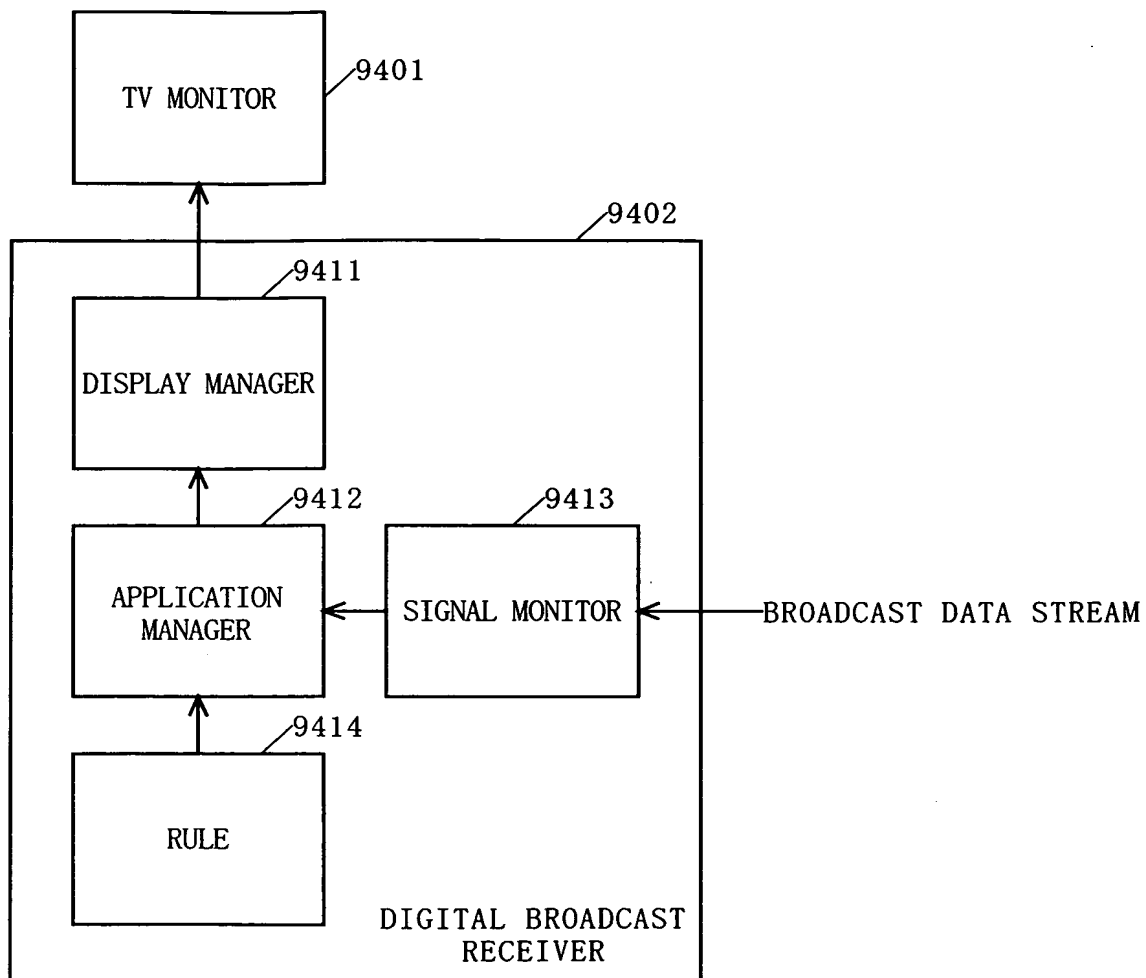 TV MONITOR
9401
9402
9411
DISPLAY MANAGER
9412
9413
APPLICATION
MANAGER
SIGNAL MONITOR
BROADCAST DATA STREAM
9414
RULE
DIGITAL BROADCAST
RECEIVER